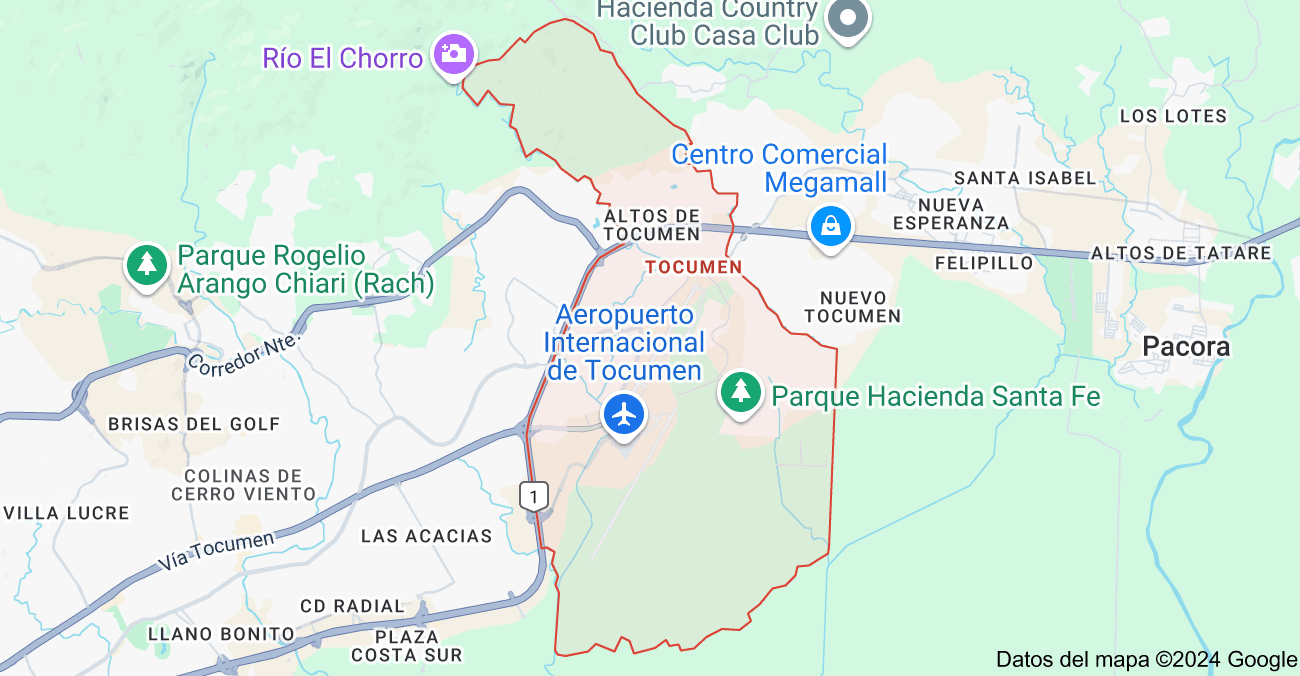 Hacienda Country
Club Casa Club
Río El Chorro
LOS LOTES
Centro Comercial
Megamall
SANTA ISABEL
NUEVA
ESPERANZA
ALTOS DE
TOCUMEN
ALTOS DE TATARE
FELIPILLO
TOCUMEN
Parque Rogelio
Arango Chiari (Rach)
NUEVO
TOCUMEN
Aeropuerto
Internacional
de Tocumen
Corredor Nte.
Pacora
Parque Hacienda Santa Fe
BRISAS DEL GOLF
COLINAS DE
CERRO VIENTO
1
VILLA LUCRE
LAS ACACIAS
Vía Tocumen
CD RADIAL
LLANO BONITO
PLAZA
COSTA SUR
Datos del mapa ©2024 Google